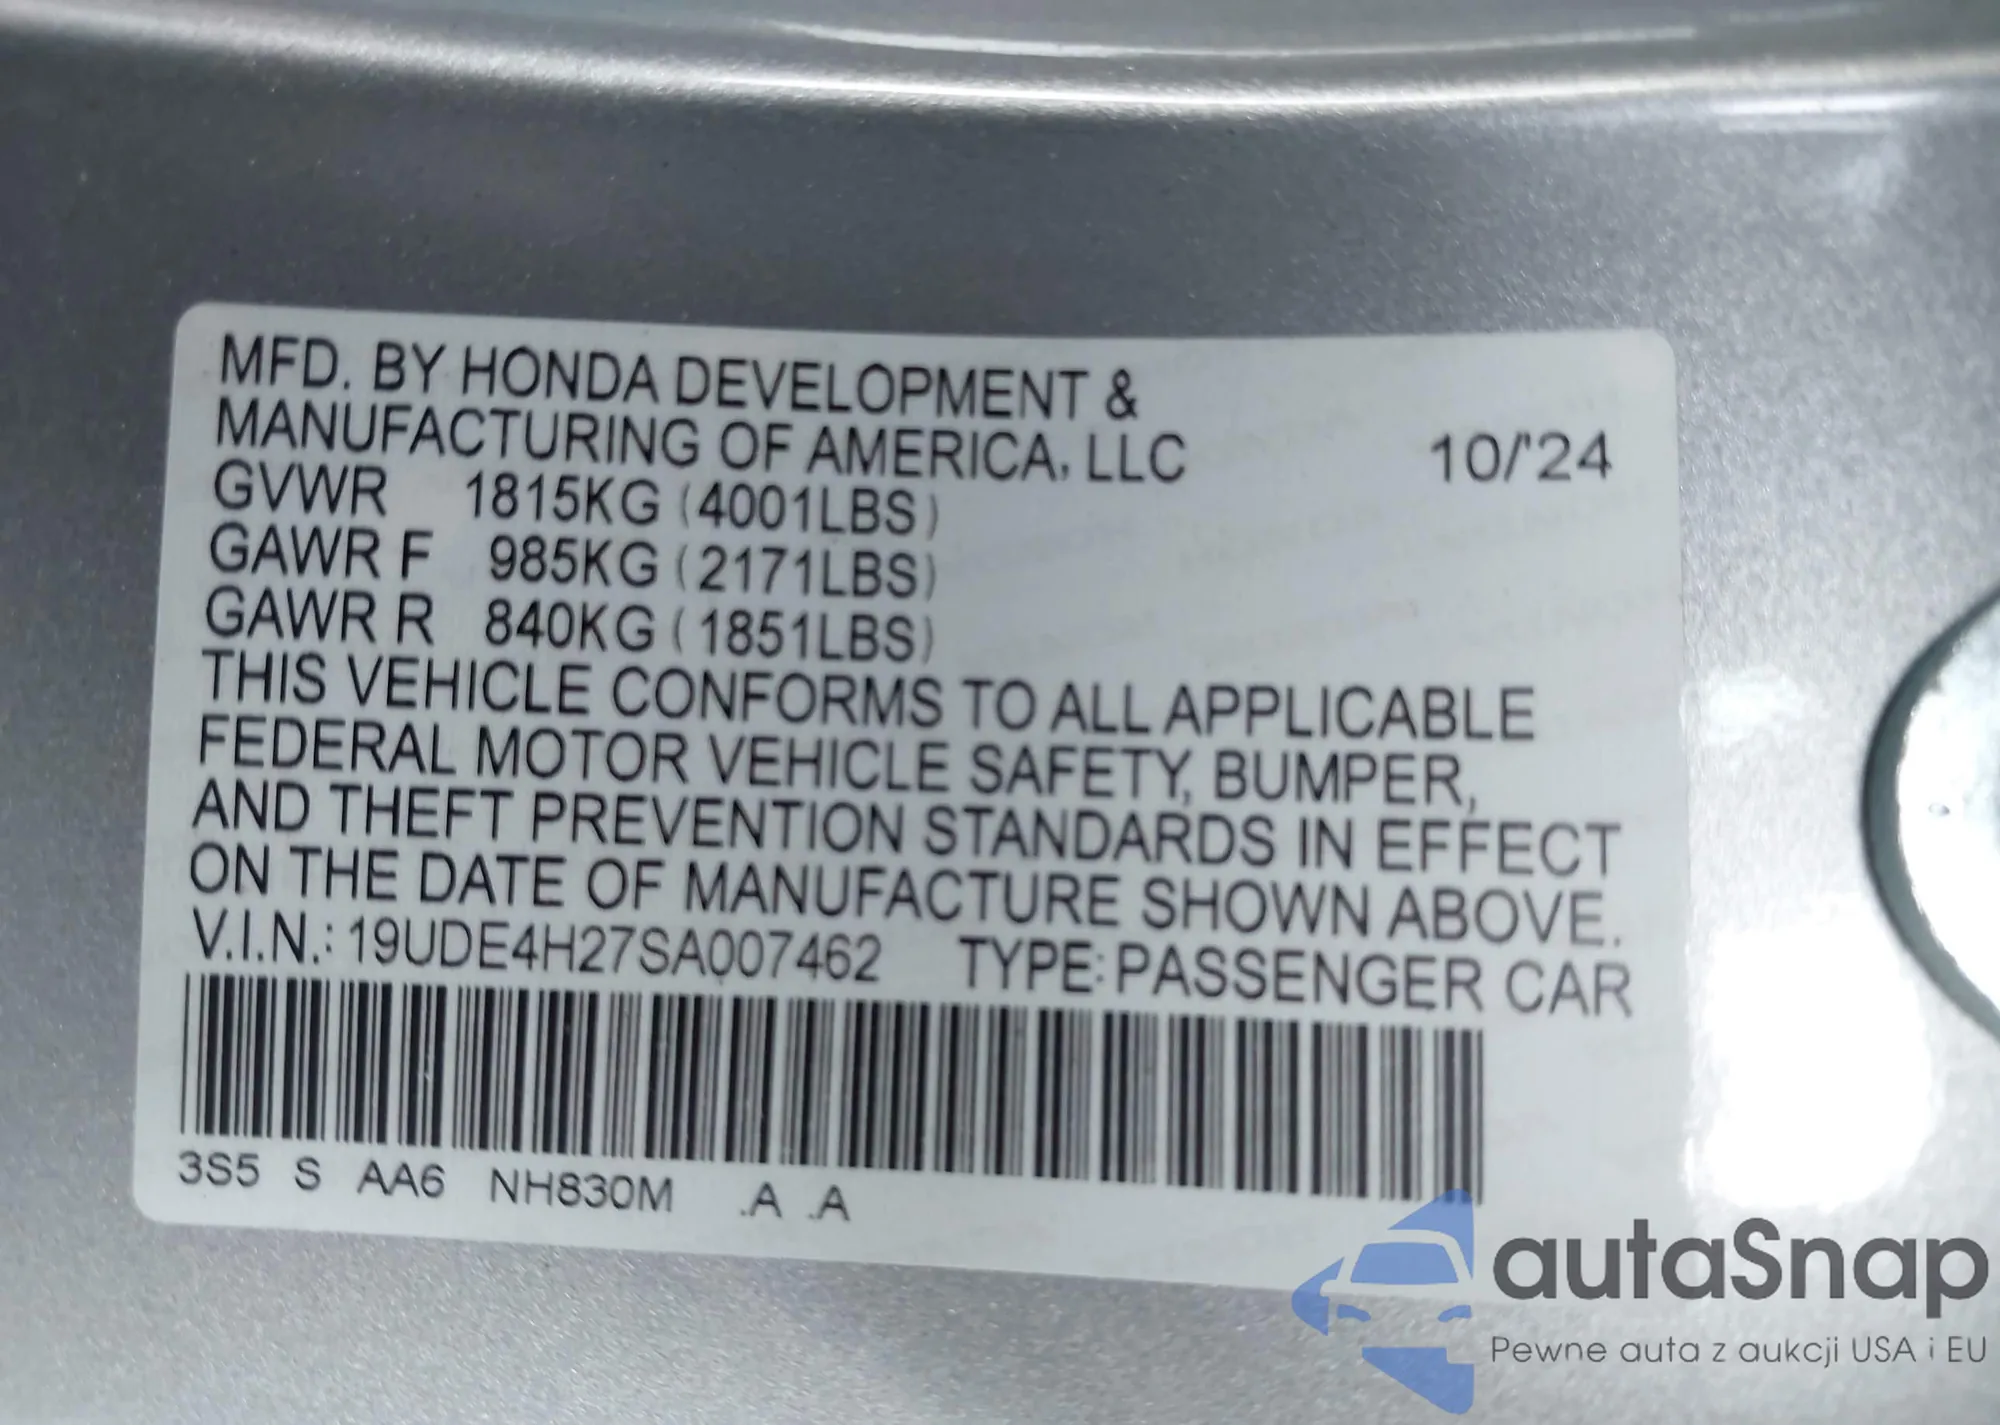 MFD. BY HONDA DEVELOPMENT &
MANUFACTURING OF AMERICA, LLC 10/'24
GVWR 1815KG (4001LBS)
GAWR F 985KG (2171LBS)
GAWR R 840KG (1851LBS)
THIS VEHICLE CONFORMS TO ALL APPLICABLE
FEDERAL MOTOR VEHICLE SAFETY, BUMPER,
AND THEFT PREVENTION STANDARDS IN EFFECT
ON THE DATE OF MANUFACTURE SHOWN ABOVE.
V.I.N.: 19UDE4H27SA007462 TYPE: PASSENGER CAR
3S5 S AA6 NH830M .A .A
autaSnap
Pewne auta z aukcji USA i EU